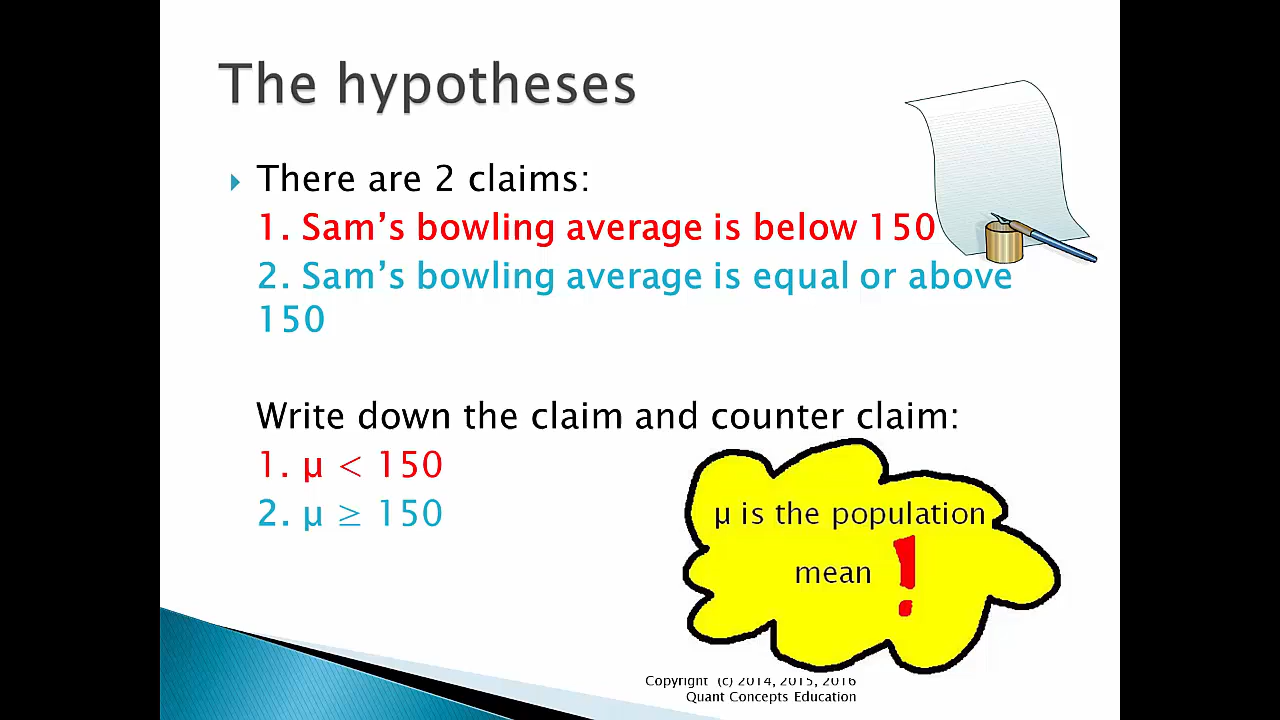 The hypotheses
There are 2 claims:
1. Sam's bowling average is below 150
2. Sam's bowling average is equal or above
150
Write down the claim and counter claim:
1. µ < 150
2. µ ≥ 150
µ is the population
mean !
Copyright (c) 2014, 2015, 2016
Quant Concepts Education